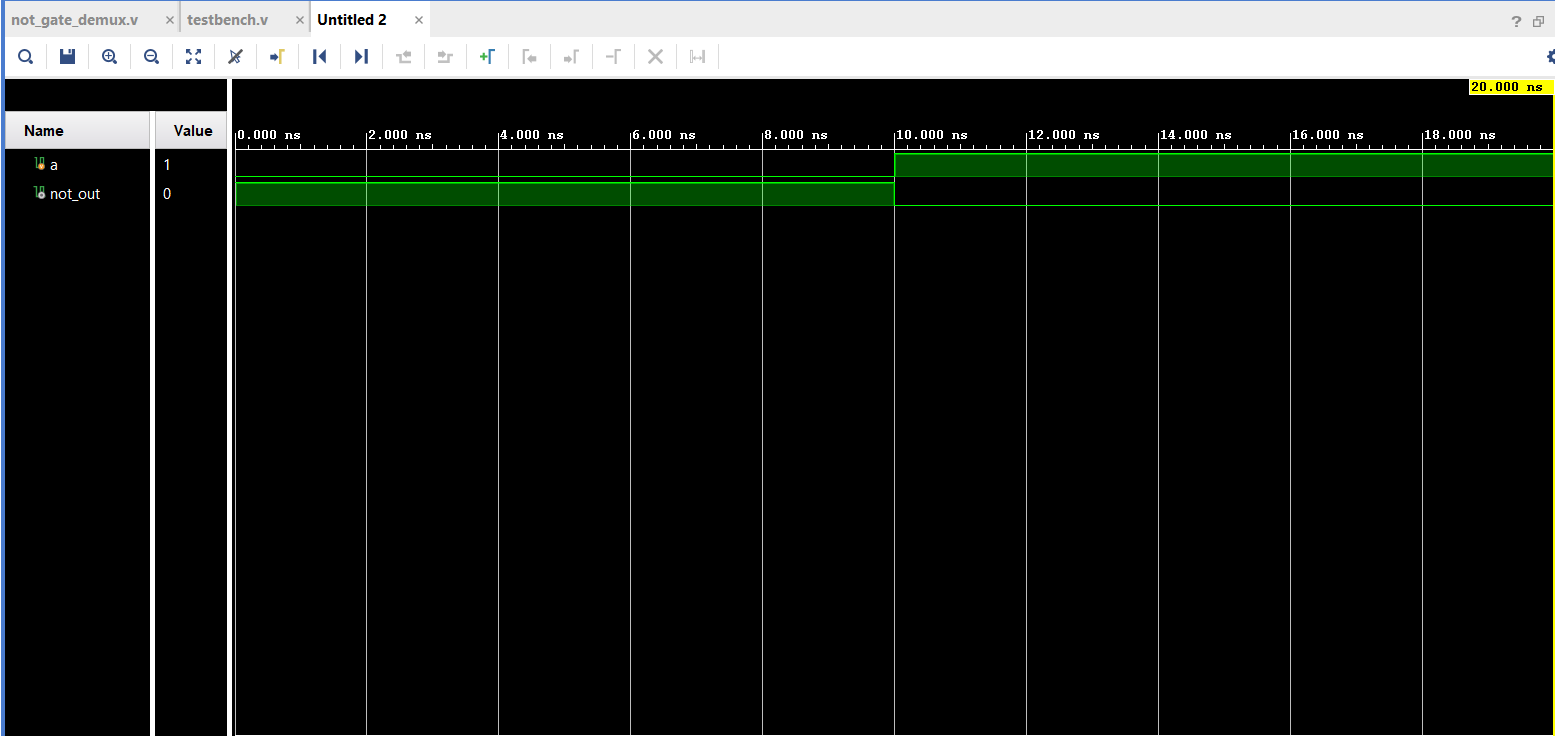 not_gate_demux.v × testbench.v × Untitled 2 × ?
20.000 ns
Name Value 0.000 ns 2.000 ns 4.000 ns 6.000 ns 8.000 ns 10.000 ns 12.000 ns 14.000 ns 16.000 ns 18.000 ns
a 1
not_out 0